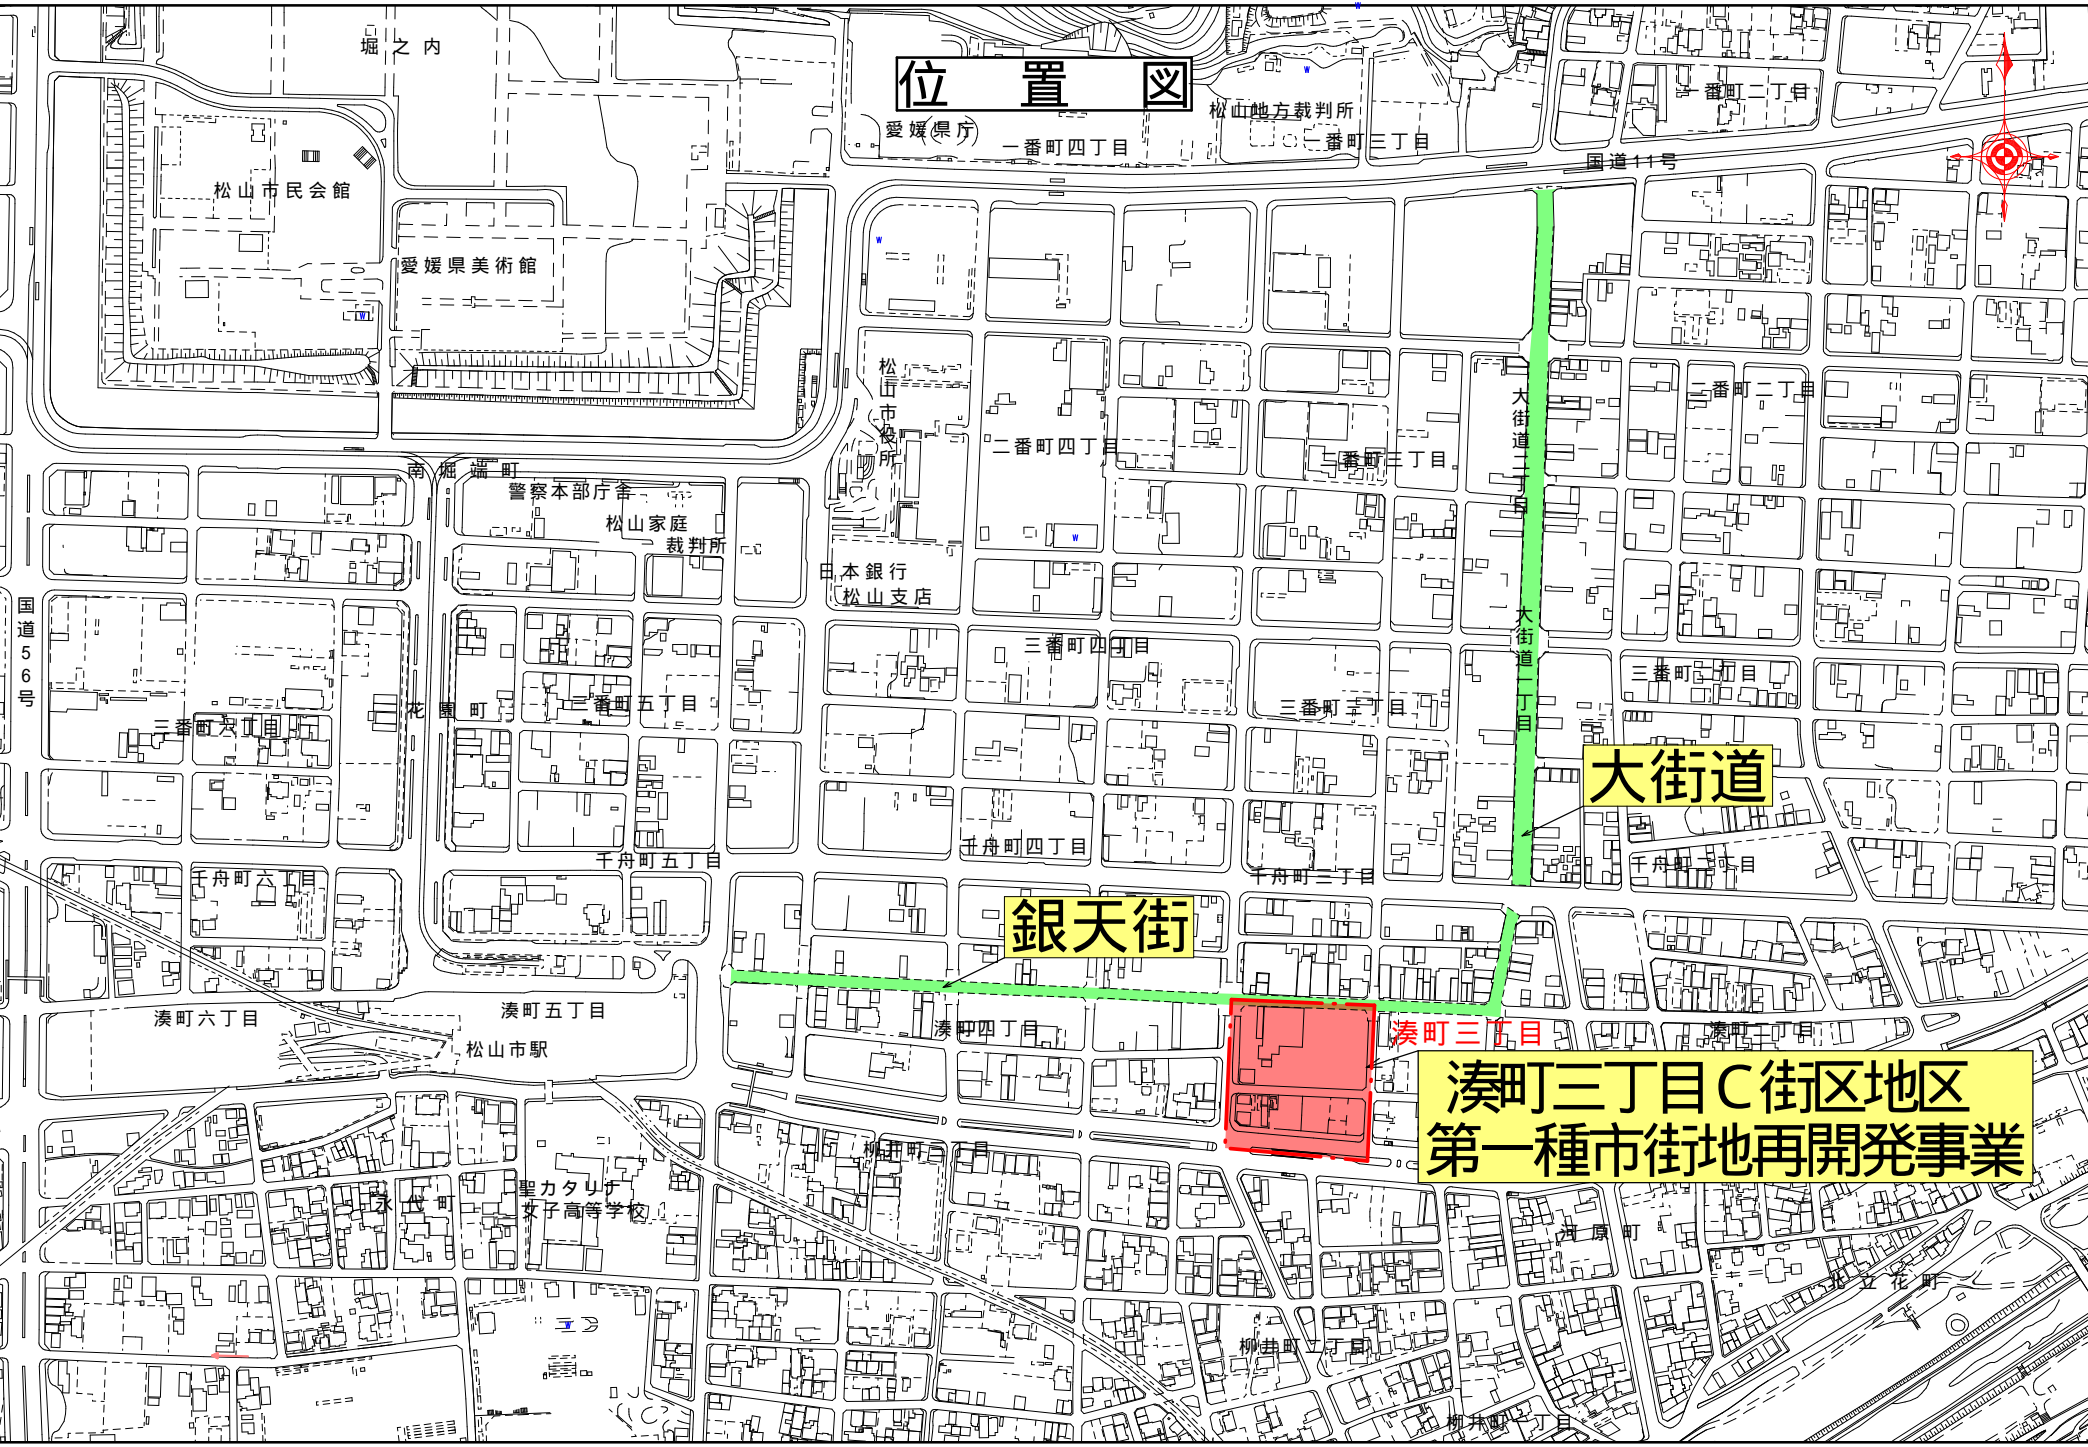 堀之内
位置図
松山地方裁判所
一番町二丁目
愛媛県庁
一番町四丁目
一番町三丁目
国道11号
松山市民会館
愛媛県美術館
松山市役所
大街道二丁目
二番町二丁目
二番町四丁目
二番町三丁目
南堀端町
警察本部庁舎
松山家庭
裁判所
日本銀行
松山支店
国道56号
大街道一丁目
三番町四丁目
三番町二丁目
三番町五丁目
花園町
三番町三丁目
三番町六丁目
大街道
千舟町四丁目
千舟町五丁目
千舟町二丁目
千舟町六丁目
千舟町三丁目
銀天街
湊町五丁目
湊町六丁目
湊町四丁目
湊町三丁目
湊町二丁目
松山市駅
湊町三丁目C街区地区
第一種市街地再開発事業
柳井町三丁目
聖カタリナ
女子高等学校
永代町
河原町
北立花町
柳井町二丁目
柳井町一丁目
W
W
W
W
W
W